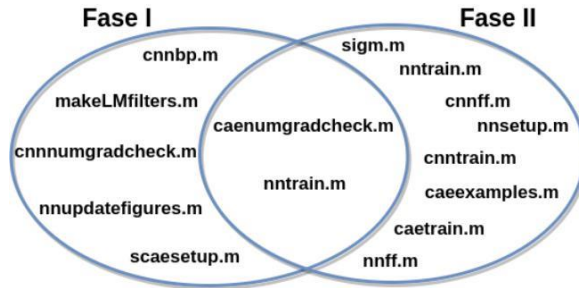 Fase I
Fase II
cnnbp.m
makeLMfilters.m
cnnnumgradcheck.m
nnupdatefigures.m
scaesetup.m
caenumgradcheck.m
nntrain.m
sigm.m
nntrain.m
cnnff.m
nnsetup.m
cnntrain.m
caeexamples.m
caetrain.m
nnff.m